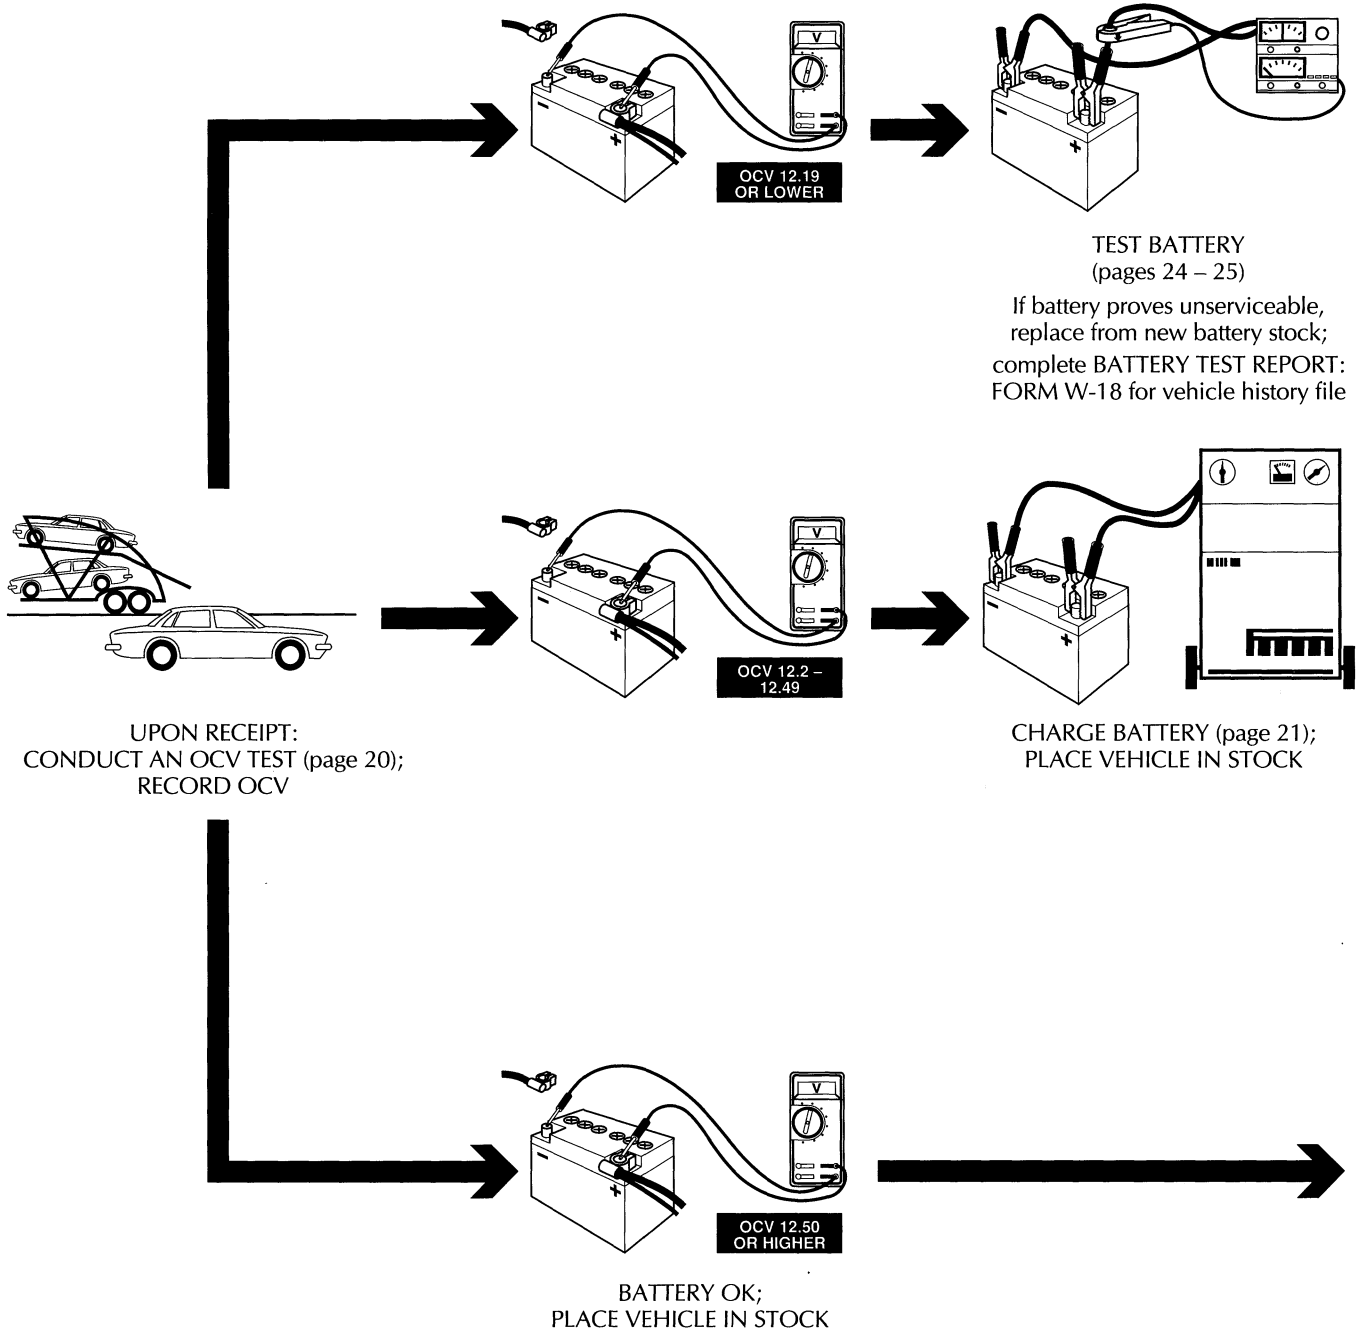 V
OCV 12.19
OR LOWER
TEST BATTERY
(pages 24 – 25)
If battery proves unserviceable,
replace from new battery stock;
complete BATTERY TEST REPORT:
FORM W-18 for vehicle history file
V
OCV 12.2 –
12.49
UPON RECEIPT:
CONDUCT AN OCV TEST (page 20);
RECORD OCV
CHARGE BATTERY (page 21);
PLACE VEHICLE IN STOCK
V
OCV 12.50
OR HIGHER
BATTERY OK;
PLACE VEHICLE IN STOCK